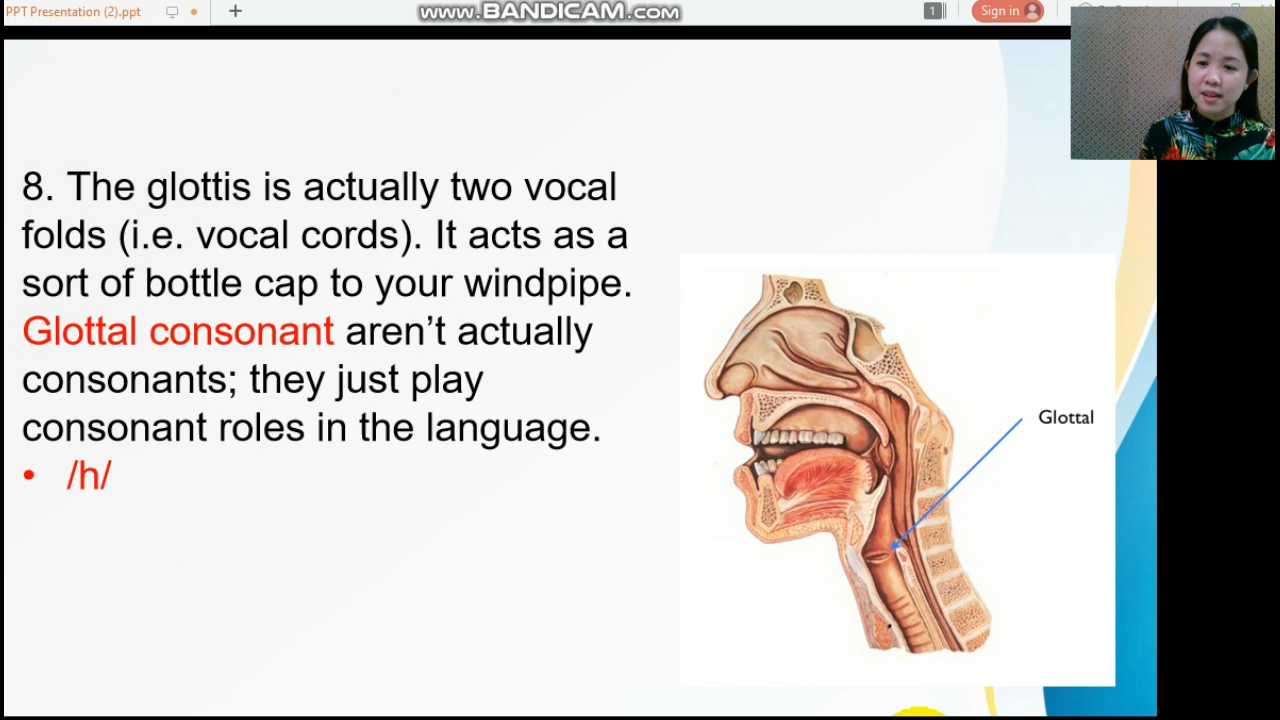 PPT Presentation (2).ppt
+
www.BANDICAM.com
1
Sign in
8. The glottis is actually two vocal
folds (i.e. vocal cords). It acts as a
sort of bottle cap to your windpipe.
Glottal consonant aren’t actually
consonants; they just play
consonant roles in the language.
• /h/
Glottal